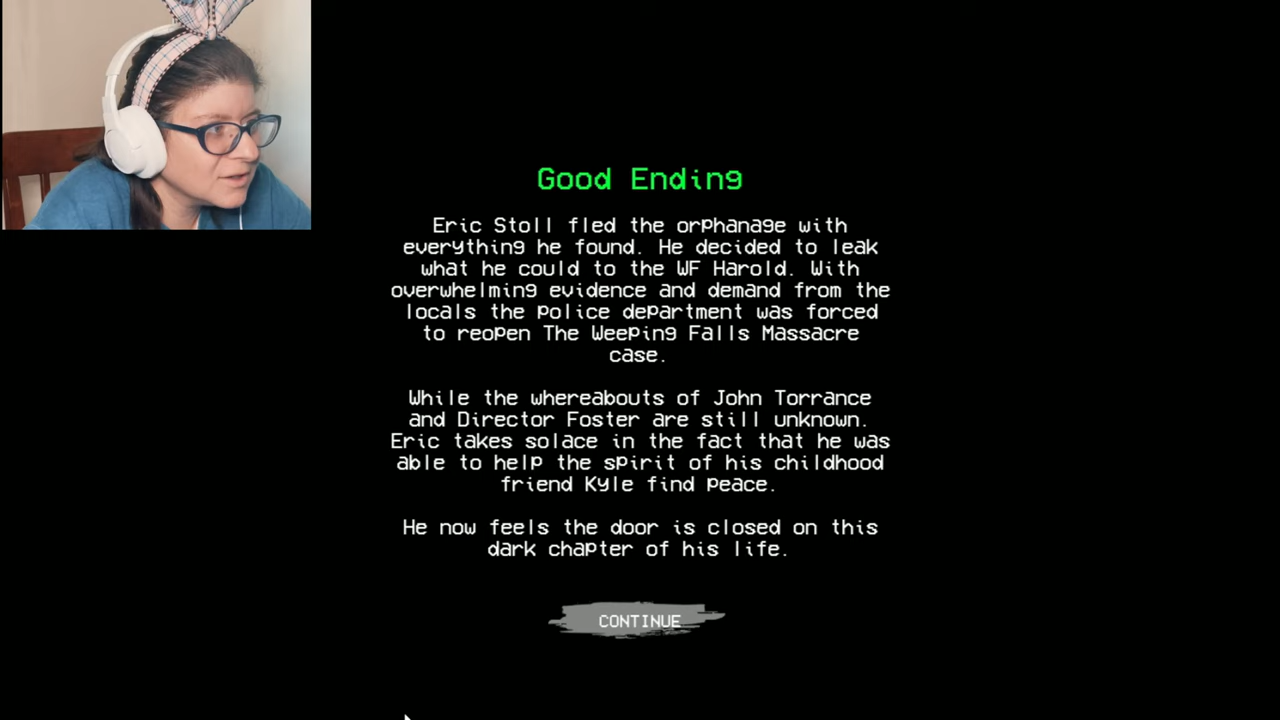 Good Ending
Eric Stoll fled the orphanage with
everything he found. He decided to leak
what he could to the WF Harold. With
overwhelming evidence and demand from the
locals the police department was forced
to reopen The Weeping Falls Massacre
case.
While the whereabouts of John Torrance
and Director Foster are still unknown.
Eric takes solace in the fact that he was
able to help the spirit of his childhood
friend Kyle find peace.
He now feels the door is closed on this
dark chapter of his life.
CONTINUE